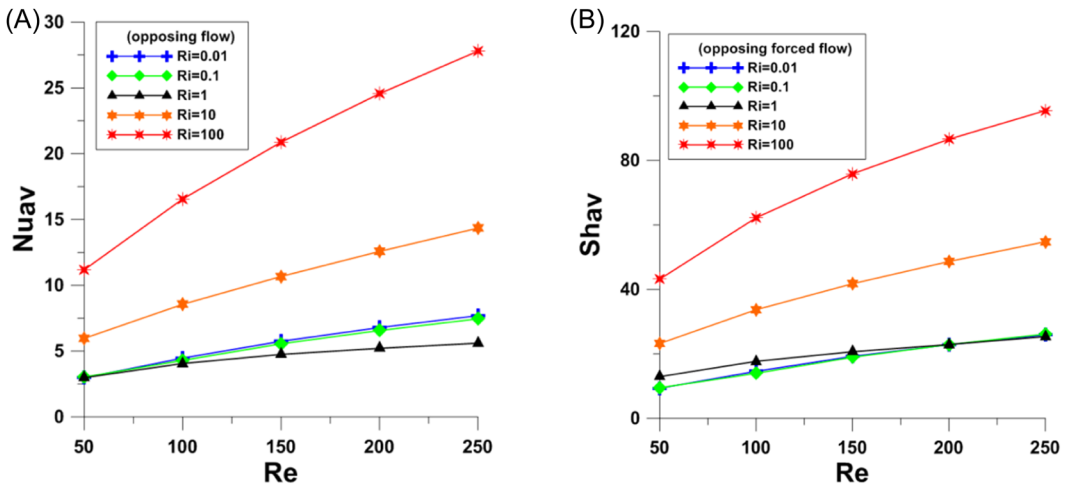 (A)
30
25
20
15
10
5
0
Nuav
(opposing flow)
Ri=0.01
Ri=0.1
Ri=1
Ri=10
Ri=100
50 100 150 200 250
Re
(B)
120
80
40
0
Shav
(opposing forced flow)
Ri=0.01
Ri=0.1
Ri=1
Ri=10
Ri=100
50 100 150 200 250
Re